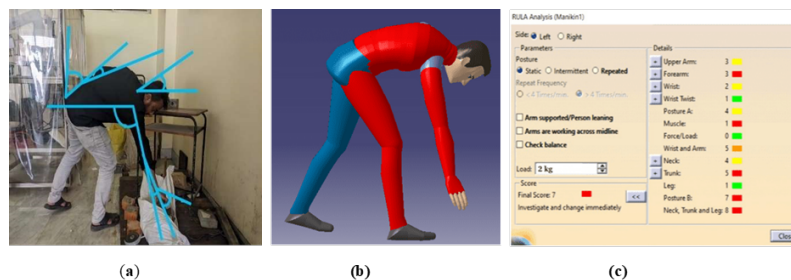 RULA Analysis (Manikin1)
Side: Left Right
Parameters
Posture
Static Intermittent Repeated
Repeat Frequency
< 4 Times/min. > 4 Times/min.
Arm supported/Person leaning
Arms are working across midline
Check balance
Load: 2 kg
Score
Final Score: 7
<<
Investigate and change immediately
Details
Upper Arm: 3
Forearm: 3
Wrist: 2
Wrist Twist: 1
Posture A: 4
Muscle: 1
Force/Load: 0
Wrist and Arm: 5
Neck: 4
Trunk: 5
Leg: 1
Posture B: 7
Neck, Trunk and Leg: 8
Close
(a) (b) (c)